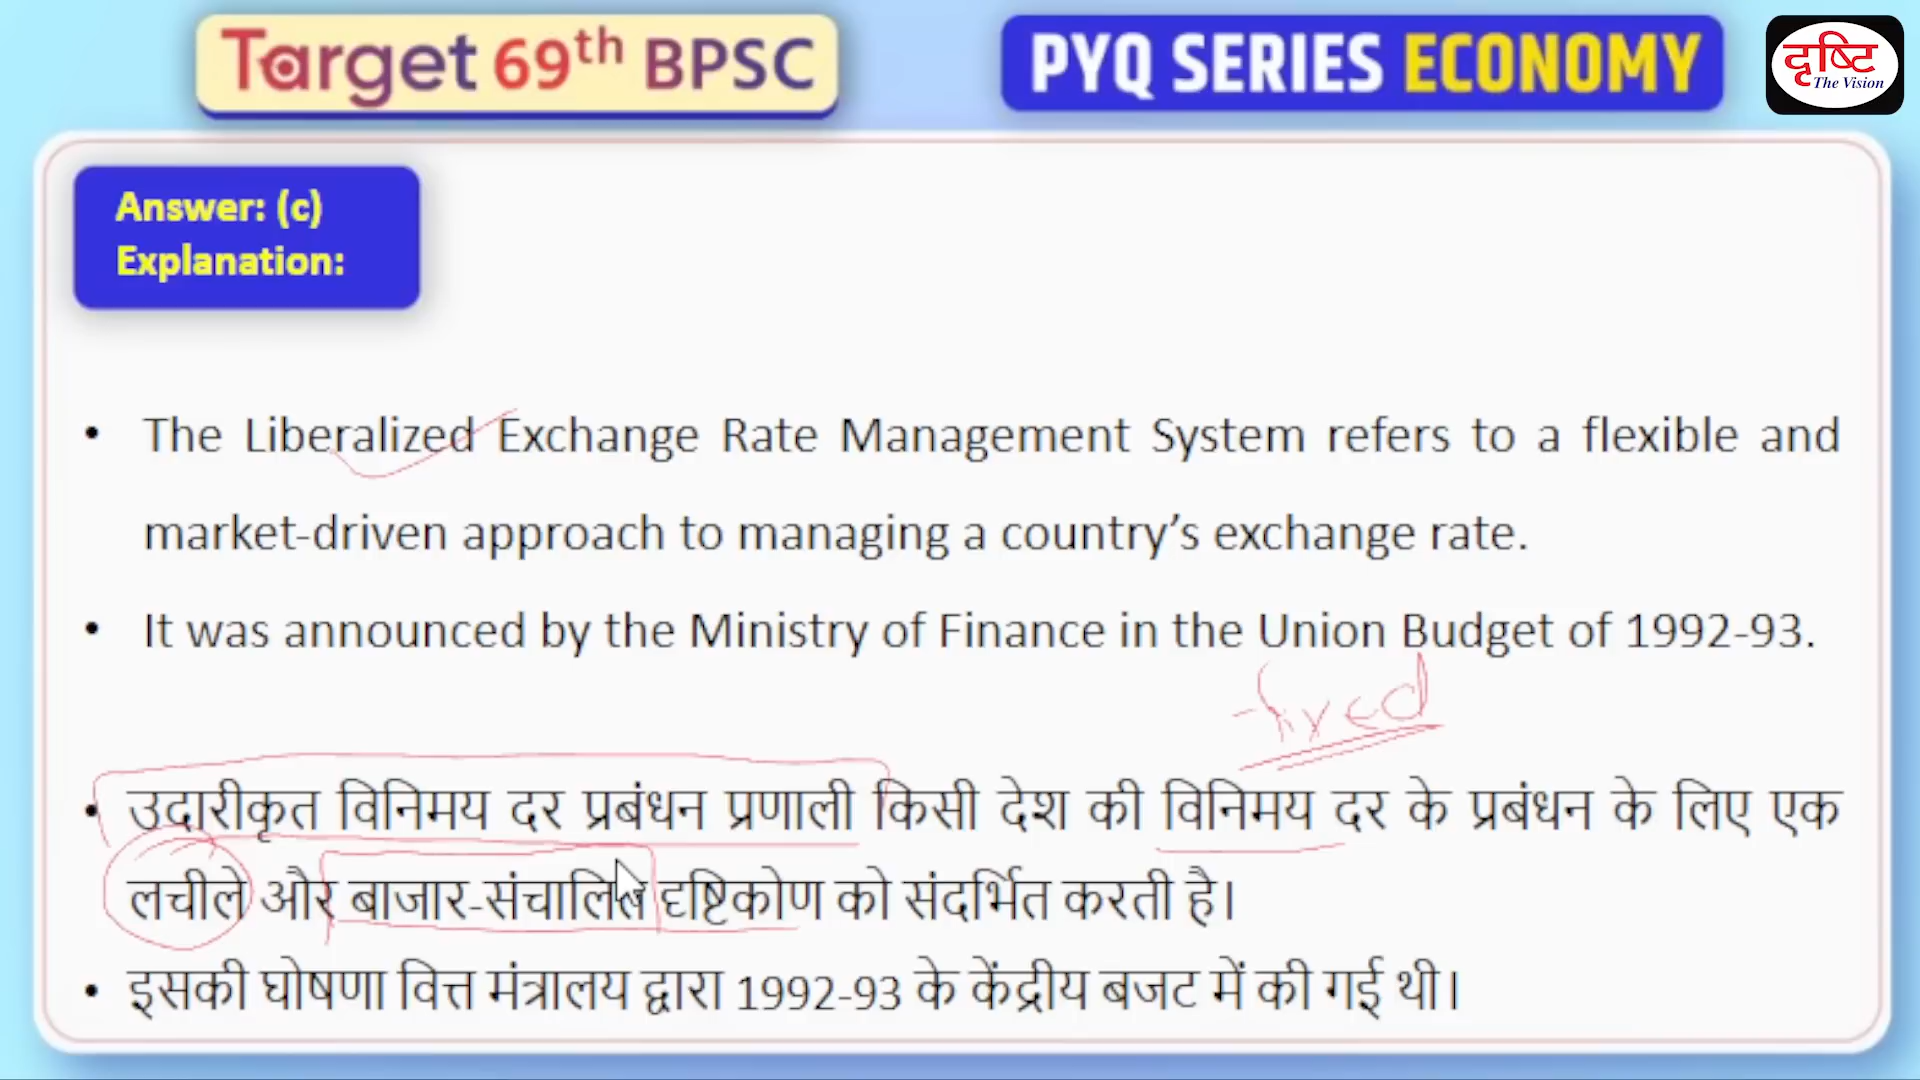 Target 69th BPSC
PYQ SERIES ECONOMY
दृष्टि
The Vision
Answer: (c)
Explanation:
• The Liberalized Exchange Rate Management System refers to a flexible and
market-driven approach to managing a country’s exchange rate.
• It was announced by the Ministry of Finance in the Union Budget of 1992-93.
fixed
• उदारीकृत विनिमय दर प्रबंधन प्रणाली किसी देश की विनिमय दर के प्रबंधन के लिए एक
लचीले और बाजार-संचालित दृष्टिकोण को संदर्भित करती है।
• इसकी घोषणा वित्त मंत्रालय द्वारा 1992-93 के केंद्रीय बजट में की गई थी।